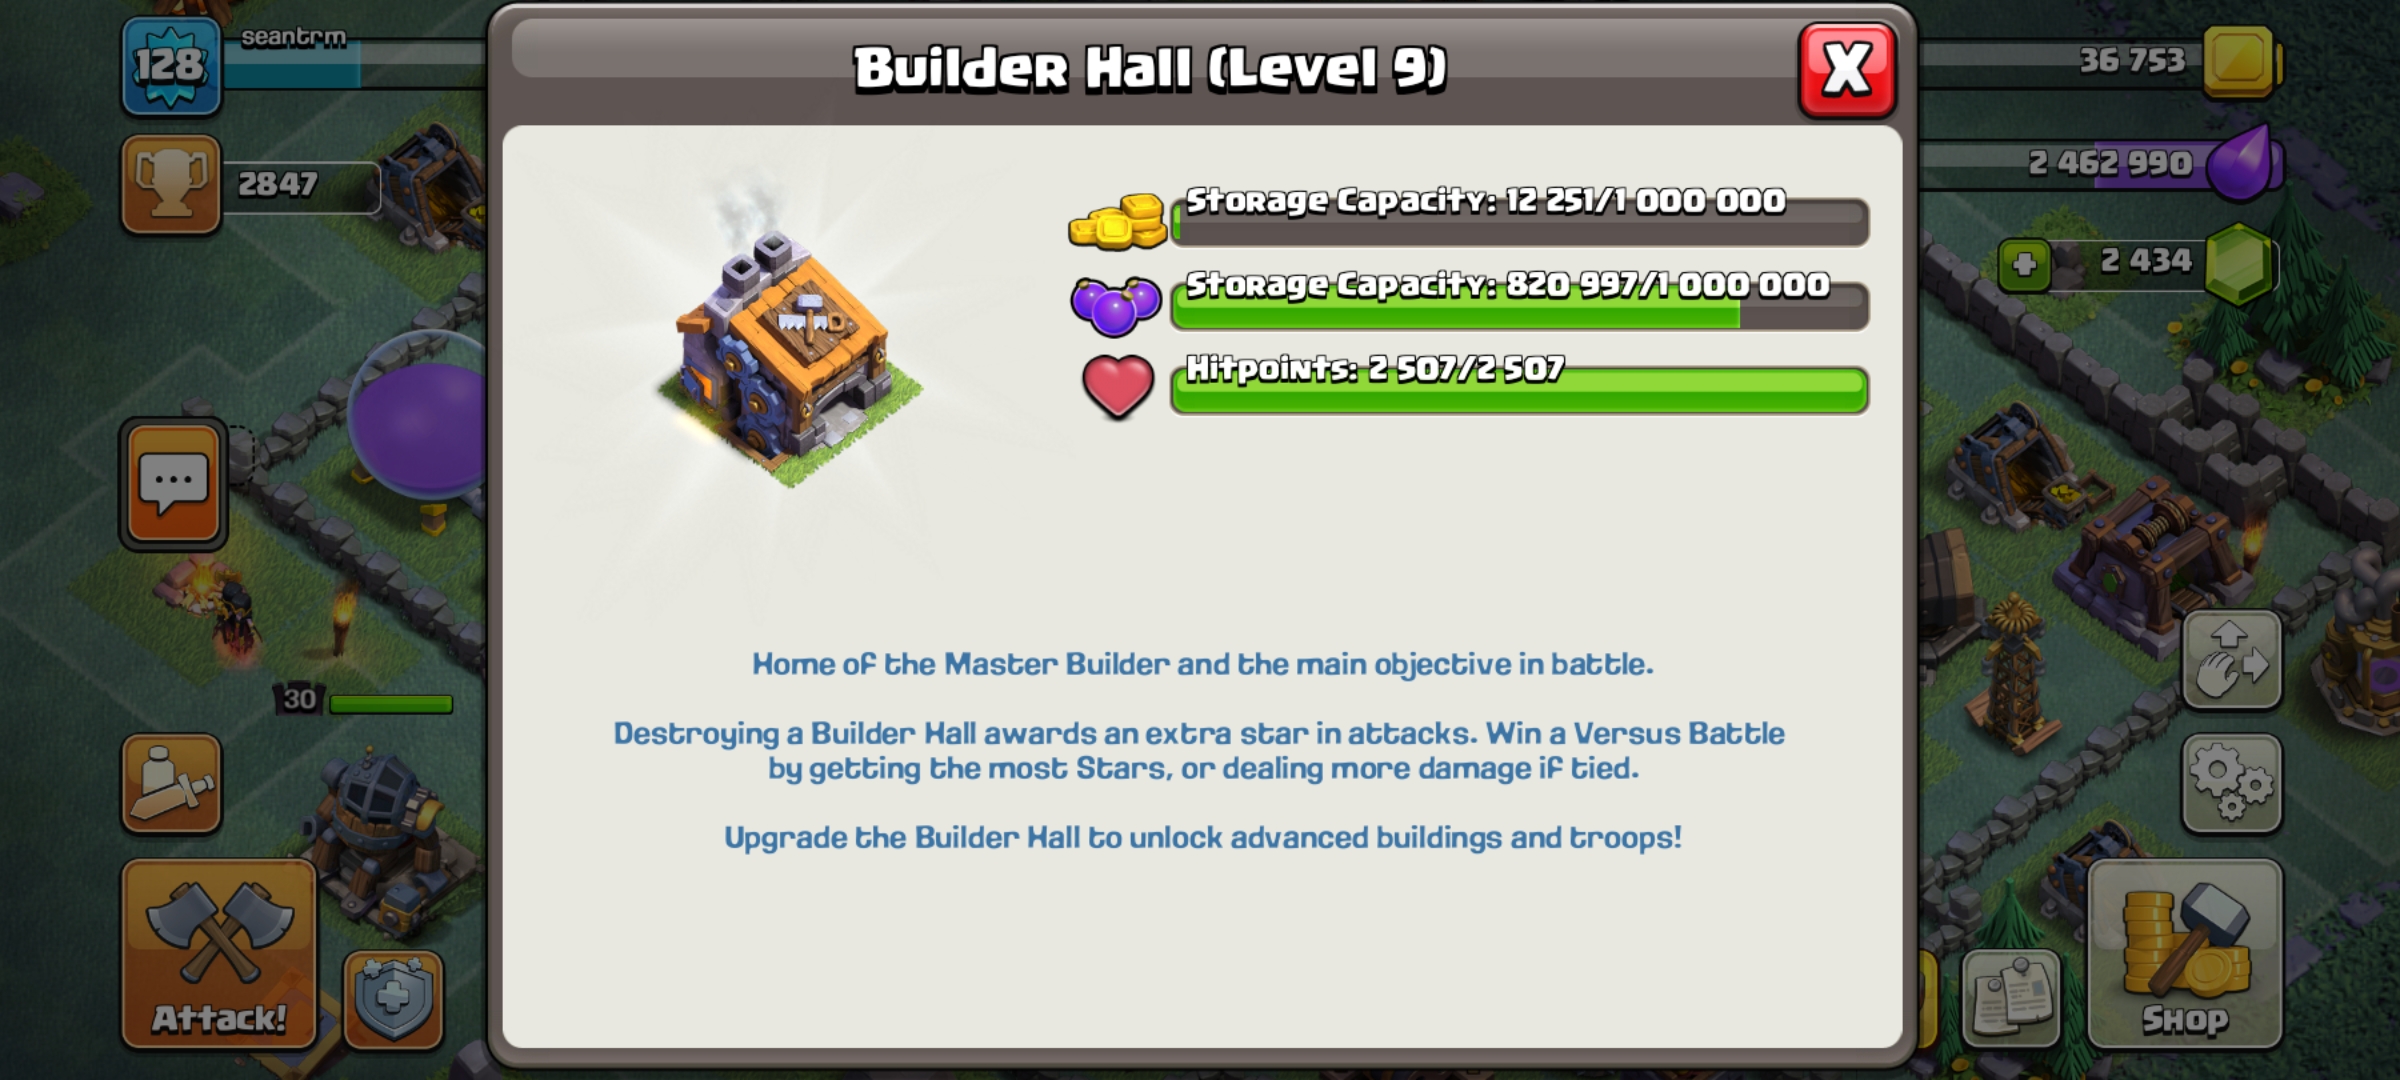 128
seantrm
Builder Hall (Level 9)
X
36 753
2847
2 462 990
Storage Capacity: 12 251/1 000 000
Storage Capacity: 820 997/1 000 000
2 434
Hitpoints: 2 507/2 507
Home of the Master Builder and the main objective in battle.
30
Destroying a Builder Hall awards an extra star in attacks. Win a Versus Battle
by getting the most Stars, or dealing more damage if tied.
Upgrade the Builder Hall to unlock advanced buildings and troops!
Attack!
Shop